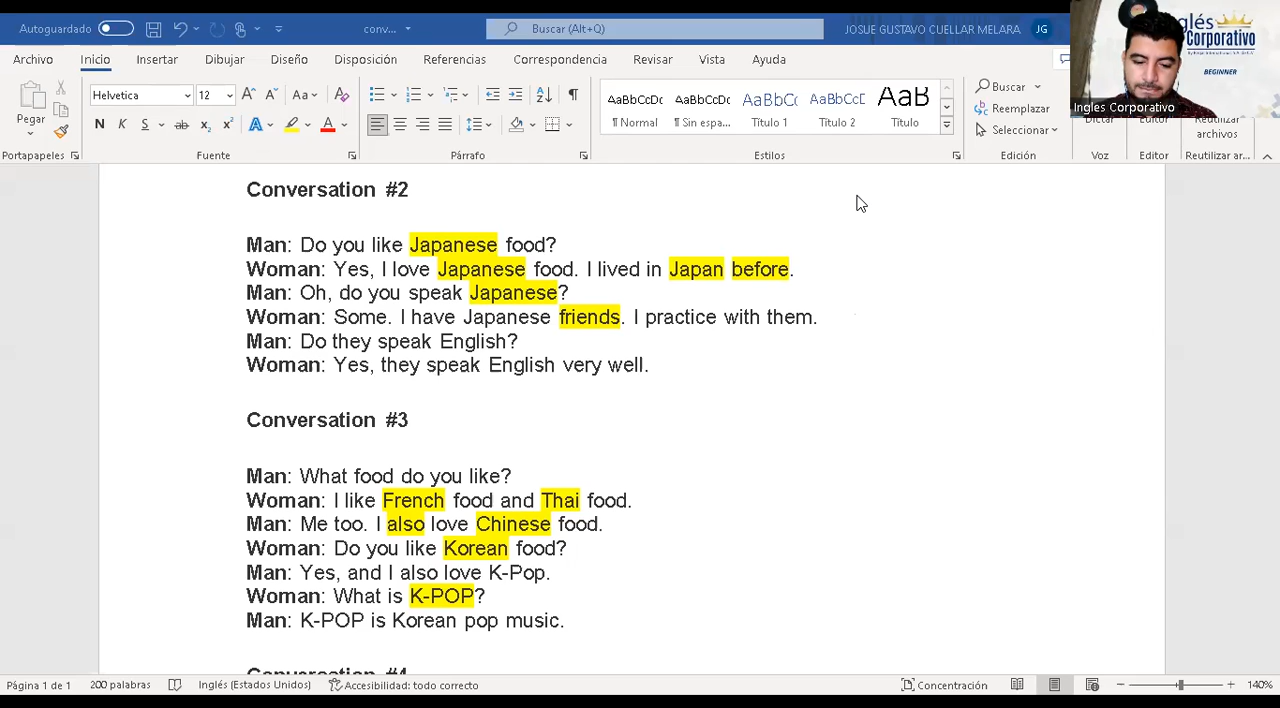 Autoguardado
conv...
Buscar (Alt+Q)
JOSUE GUSTAVO CUELLAR MELARA
JG
Archivo
Inicio
Insertar
Dibujar
Diseño
Disposición
Referencias
Correspondencia
Revisar
Vista
Ayuda
Inglés
Corporativo
BEGINNER
Ingles Corporativo
Pegar
Helvetica
12
Aa
N
K
S
ab
A
AaBbCcDc
¶ Normal
AaBbCcDc
¶ Sin espa...
AaBbCc
Título 1
AaBbCcD
Título 2
AaB
Título
Buscar
Reemplazar
Seleccionar
Dictar
Editor
Reutilizar
archivos
Portapapeles
Fuente
Párrafo
Estilos
Edición
Voz
Editor
Reutilizar ar...
Conversation #2
Man: Do you like Japanese food?
Woman: Yes, I love Japanese food. I lived in Japan before.
Man: Oh, do you speak Japanese?
Woman: Some. I have Japanese friends. I practice with them.
Man: Do they speak English?
Woman: Yes, they speak English very well.
Conversation #3
Man: What food do you like?
Woman: I like French food and Thai food.
Man: Me too. I also love Chinese food.
Woman: Do you like Korean food?
Man: Yes, and I also love K-Pop.
Woman: What is K-POP?
Man: K-POP is Korean pop music.
Conversation #4
Página 1 de 1
200 palabras
Inglés (Estados Unidos)
Accesibilidad: todo correcto
Concentración
140%